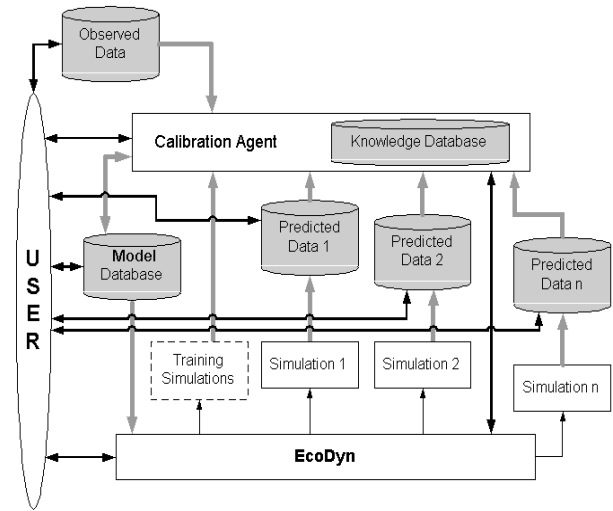 Observed
Data
Calibration Agent
Knowledge Database
Predicted
Data 1
Predicted
Data 2
Predicted
Data n
Model
Database
U
S
E
R
Training
Simulations
Simulation 1
Simulation 2
Simulation n
EcoDyn